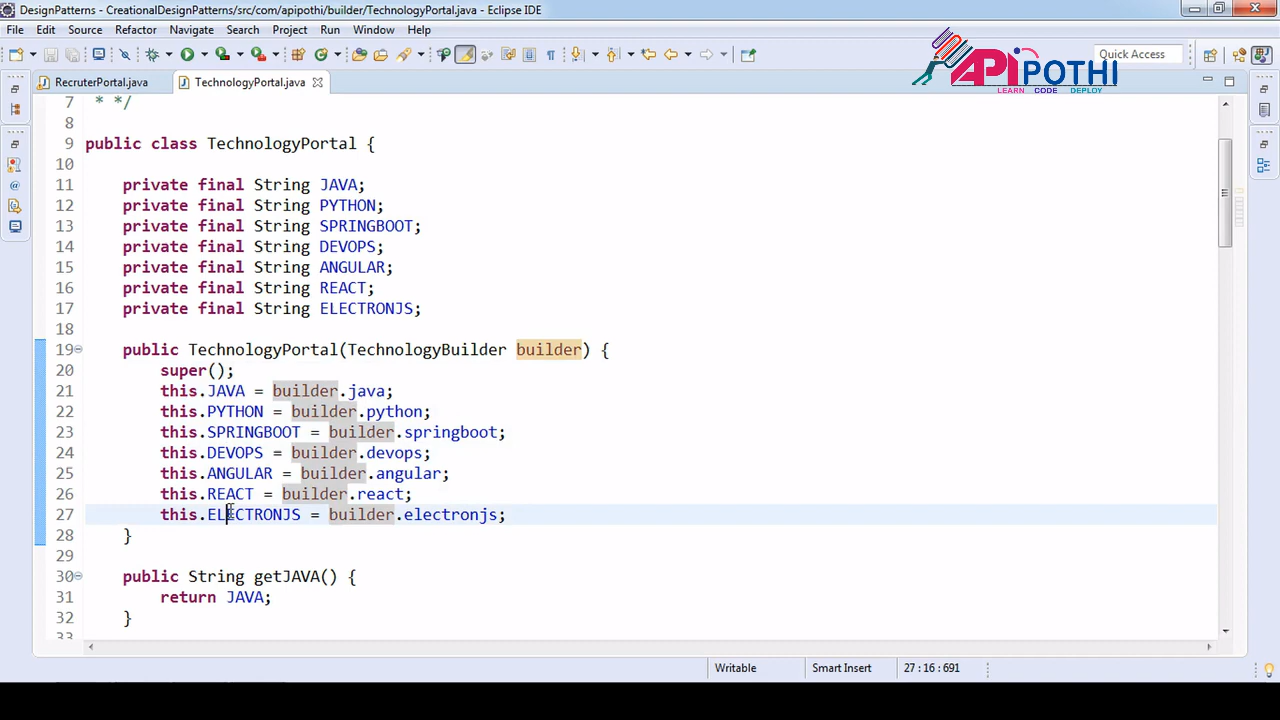 DesignPatterns - CreationalDesignPatterns/src/com/apipothi/builder/TechnologyPortal.java - Eclipse IDE
File Edit Source Refactor Navigate Search Project Run Window Help
Quick Access
APIPOTHI
LEARN CODE DEPLOY
RecruterPortal.java TechnologyPortal.java
7 * */
8
9 public class TechnologyPortal {
10
11 private final String JAVA;
12 private final String PYTHON;
13 private final String SPRINGBOOT;
14 private final String DEVOPS;
15 private final String ANGULAR;
16 private final String REACT;
17 private final String ELECTRONJS;
18
19 public TechnologyPortal(TechnologyBuilder builder) {
20 super();
21 this.JAVA = builder.java;
22 this.PYTHON = builder.python;
23 this.SPRINGBOOT = builder.springboot;
24 this.DEVOPS = builder.devops;
25 this.ANGULAR = builder.angular;
26 this.REACT = builder.react;
27 this.ELECTRONJS = builder.electronjs;
28 }
29
30 public String getJAVA() {
31 return JAVA;
32 }
33
Writable Smart Insert 27 : 16 : 691